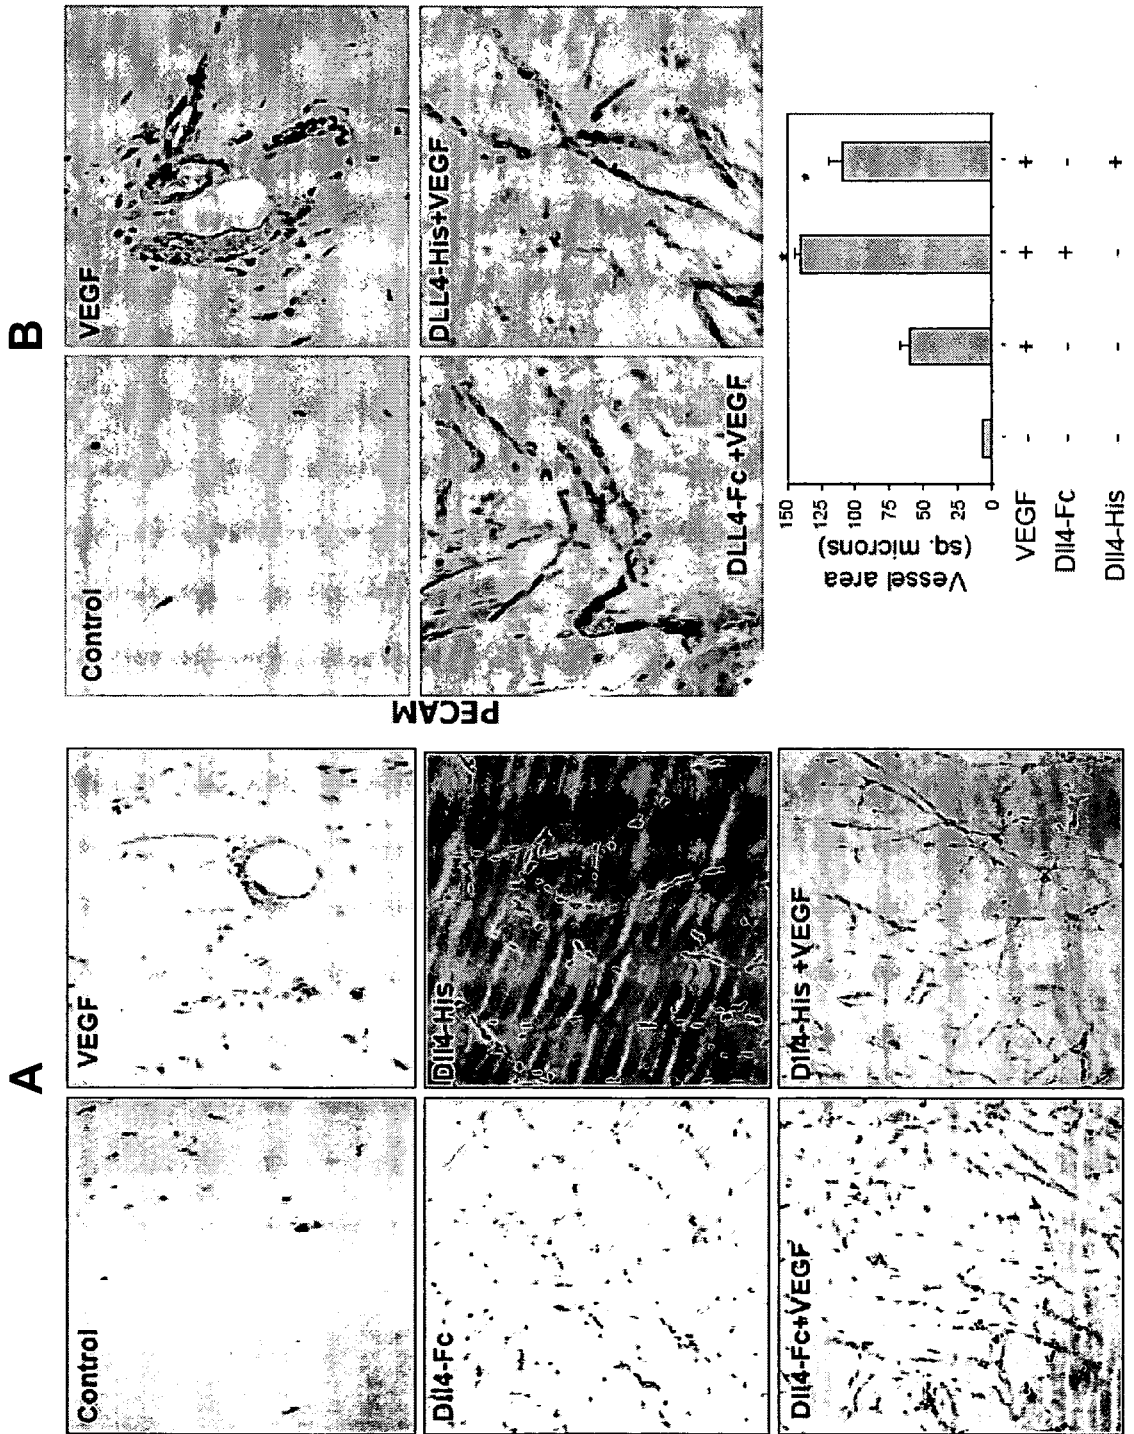 A
Control
VEGF
Dll4-Fc
Dll4-His
Dll4-Fc+VEGF
Dll4-His +VEGF
B
PECAM
Control
VEGF
DLL4-Fc +VEGF
DLL4-His+VEGF
Vessel area
(sq. microns)
150
125
100
75
50
25
0
*
*
VEGF - + + +
Dll4-Fc - - + -
Dll4-His - - - +